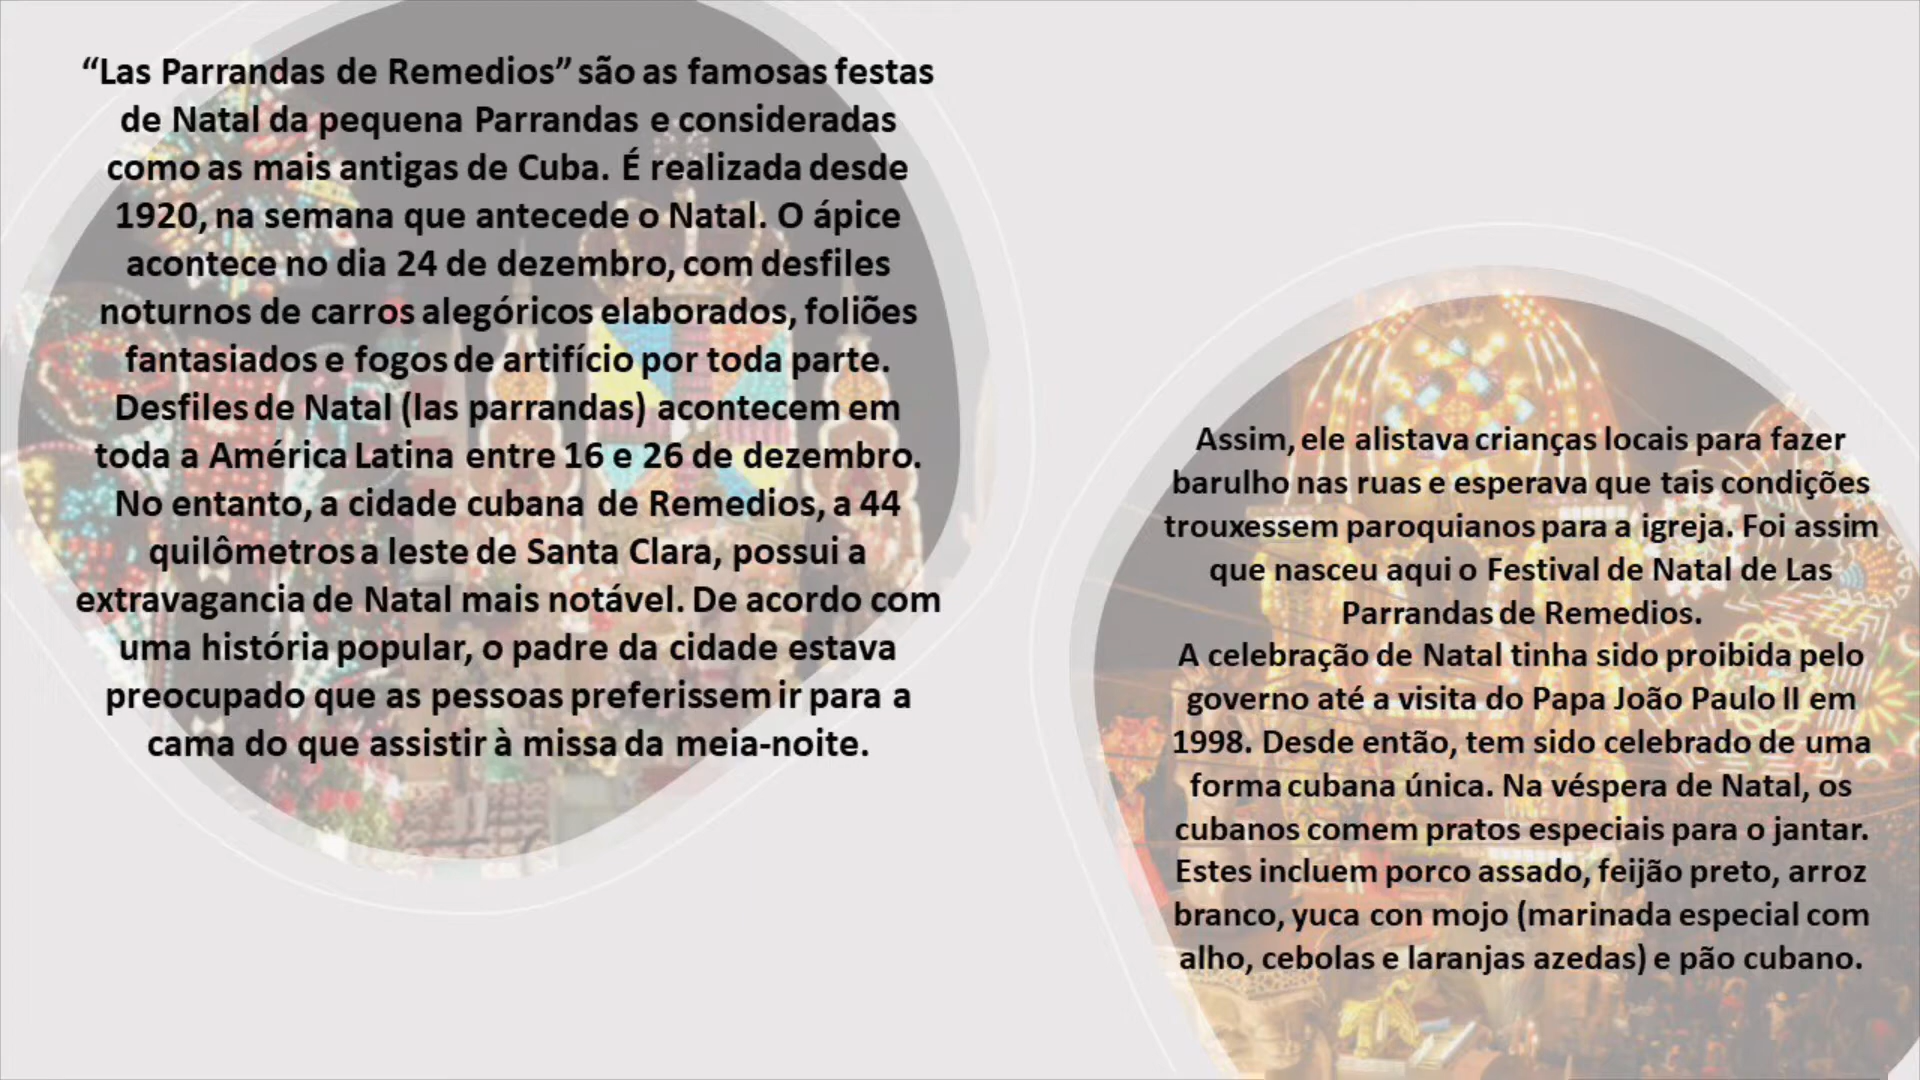 “Las Parrandas de Remedios” são as famosas festas
de Natal da pequena Parrandas e consideradas
como as mais antigas de Cuba. É realizada desde
1920, na semana que antecede o Natal. O ápice
acontece no dia 24 de dezembro, com desfiles
noturnos de carros alegóricos elaborados, foliões
fantasiados e fogos de artifício por toda parte.
Desfiles de Natal (las parrandas) acontecem em
toda a América Latina entre 16 e 26 de dezembro.
No entanto, a cidade cubana de Remedios, a 44
quilômetros a leste de Santa Clara, possui a
extravagancia de Natal mais notável. De acordo com
uma história popular, o padre da cidade estava
preocupado que as pessoas preferissem ir para a
cama do que assistir à missa da meia-noite.
Assim, ele alistava crianças locais para fazer
barulho nas ruas e esperava que tais condições
trouxessem paroquianos para a igreja. Foi assim
que nasceu aqui o Festival de Natal de Las
Parrandas de Remedios.
A celebração de Natal tinha sido proibida pelo
governo até a visita do Papa João Paulo II em
1998. Desde então, tem sido celebrado de uma
forma cubana única. Na véspera de Natal, os
cubanos comem pratos especiais para o jantar.
Estes incluem porco assado, feijão preto, arroz
branco, yuca con mojo (marinada especial com
alho, cebolas e laranjas azedas) e pão cubano.